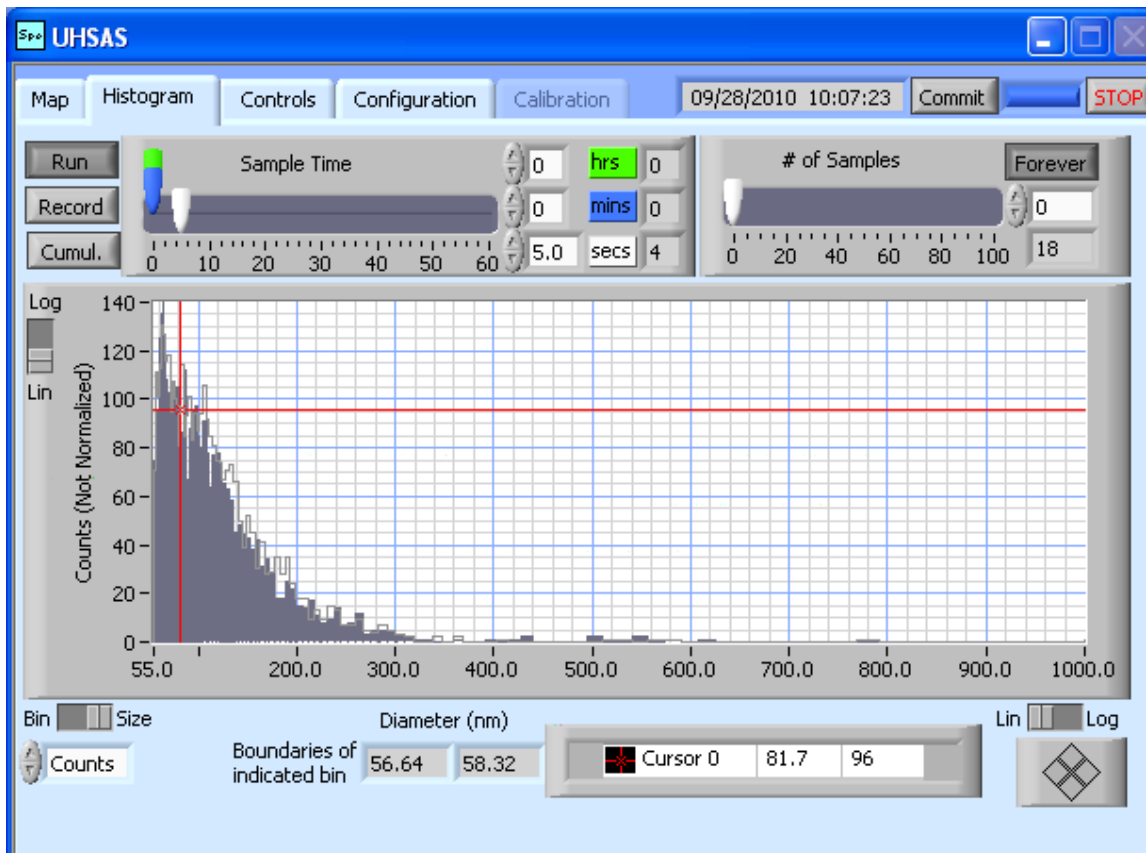 Spe UHSAS
Map Histogram Controls Configuration Calibration 09/28/2010 10:07:23 Commit STOP
Run Sample Time 0 hrs 0 # of Samples Forever
Record 0 mins 0 0
Cumul. 5.0 secs 4 18
0 10 20 30 40 50 60 0 20 40 60 80 100
Log
Lin
Counts (Not Normalized)
140
120
100
80
60
40
20
0
55.0 200.0 300.0 400.0 500.0 600.0 700.0 800.0 900.0 1000.0
Bin Size Diameter (nm) Lin Log
Counts Boundaries of indicated bin 56.64 58.32 Cursor 0 81.7 96